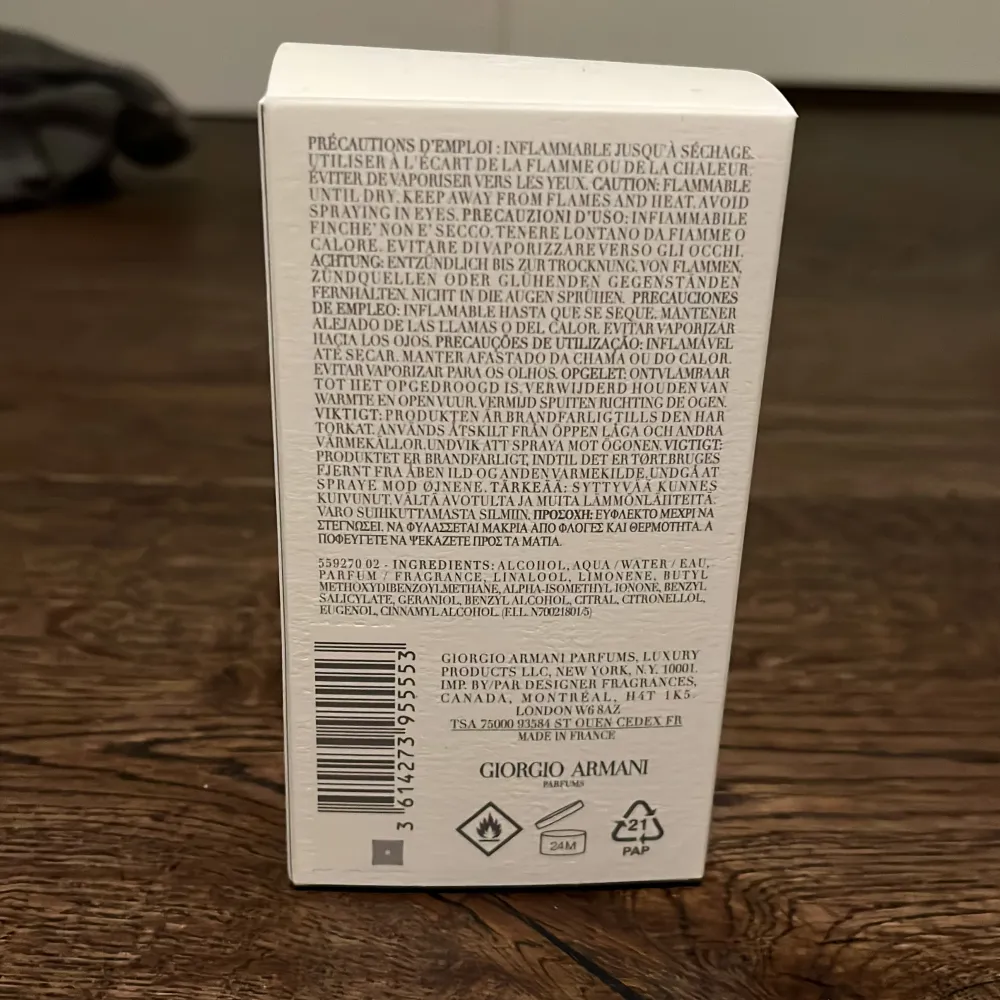 PRÉCAUTIONS D'EMPLOI : INFLAMMABLE JUSQU'À SÉCHAGE.
UTILISER À L'ÉCART DE LA FLAMME OU DE LA CHALEUR.
ÉVITER DE VAPORISER VERS LES YEUX. CAUTION: FLAMMABLE
UNTIL DRY. KEEP AWAY FROM FLAMES AND HEAT. AVOID
SPRAYING IN EYES. PRECAUZIONI D'USO: INFIAMMABILE
FINCHE' NON E' SECCO. TENERE LONTANO DA FIAMME O
CALORE. EVITARE DI VAPORIZZARE VERSO GLI OCCHI.
ACHTUNG: ENTZÜNDLICH BIS ZUR TROCKNUNG. VON FLAMMEN,
ZÜNDQUELLEN ODER GLÜHENDEN GEGENSTÄNDEN
FERNHALTEN. NICHT IN DIE AUGEN SPRÜHEN. PRECAUCIONES
DE EMPLEO: INFLAMABLE HASTA QUE SE SEQUE. MANTENER
ALEJADO DE LAS LLAMAS O DEL CALOR. EVITAR VAPORIZAR
HACIA LOS OJOS. PRECAUÇÕES DE UTILIZAÇÃO: INFLAMÁVEL
ATÉ SECAR. MANTER AFASTADO DA CHAMA OU DO CALOR.
EVITAR VAPORIZAR PARA OS OLHOS. OPGELET: ONTVLAMBAAR
TOT HET OPGEDROOGD IS. VERWIJDERD HOUDEN VAN
WARMTE EN OPEN VUUR. VERMIJD SPUITEN RICHTING DE OGEN.
VIKTIGT: PRODUKTEN ÄR BRANDFARLIG TILLS DEN HAR
TORKAT. ANVÄNDS ÅTSKILT FRÅN ÖPPEN LÅGA OCH ANDRA
VÄRMEKÄLLOR. UNDVIK ATT SPRAYA MOT ÖGONEN. VIGTIGT:
PRODUKTET ER BRANDFARLIGT, INDTIL DET ER TØRT. BRUGES
FJERNT FRA ÅBEN ILD OG ANDEN VARMEKILDE. UNDGÅ AT
SPRAYE MOD ØJNENE. TÄRKEÄÄ: SYTTYVÄÄ KUNNES
KUIVUNUT. VÄLTÄ AVOTULTA JA MUITA LÄMMÖNLÄHTEITÄ.
VARO SUIHKUTTAMASTA SILMIIN. ΠΡΟΣΟΧΗ: ΕΥΦΛΕΚΤΟ ΜΕΧΡΙ ΝΑ
ΣΤΕΓΝΩΣΕΙ. ΝΑ ΦΥΛΑΣΣΕΤΑΙ ΜΑΚΡΙΑ ΑΠΟ ΦΛΟΓΕΣ ΚΑΙ ΘΕΡΜΟΤΗΤΑ. Α
ΠΟΦΕΥΓΕΤΕ ΝΑ ΨΕΚΑΖΕΤΕ ΠΡΟΣ ΤΑ ΜΑΤΙΑ.
559270 02 - INGREDIENTS: ALCOHOL, AQUA / WATER / EAU,
PARFUM / FRAGRANCE, LINALOOL, LIMONENE, BUTYL
METHOXYDIBENZOYLMETHANE, ALPHA-ISOMETHYL IONONE, BENZYL
SALICYLATE, GERANIOL, BENZYL ALCOHOL, CITRAL, CITRONELLOL,
EUGENOL, CINNAMYL ALCOHOL. (F.I.L. N70021801/5)
3 614273 955553
GIORGIO ARMANI PARFUMS, LUXURY
PRODUCTS LLC, NEW YORK, N.Y. 10001.
IMP. BY/PAR DESIGNER FRAGRANCES,
CANADA, MONTRÉAL, H4T 1K5.
LONDON W6 8AZ
TSA 75000 93584 ST OUEN CEDEX FR
MADE IN FRANCE
GIORGIO ARMANI
PARFUMS
24M
21
PAP